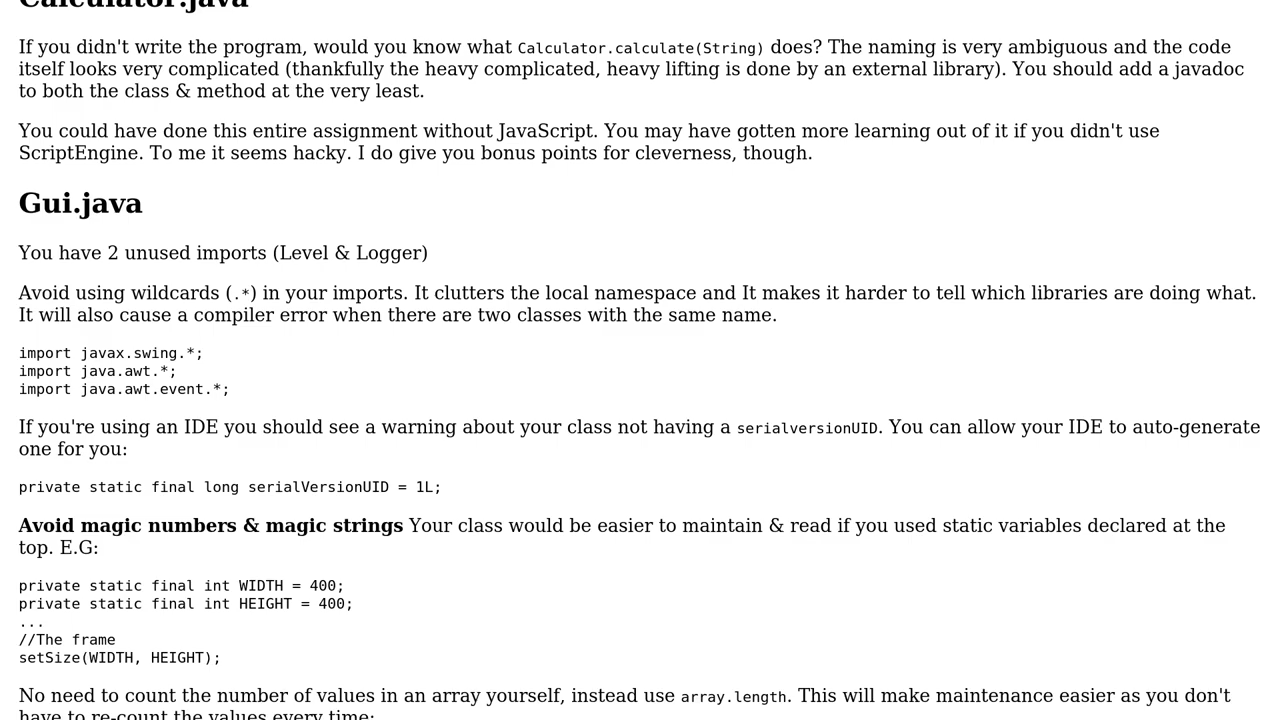 Calculator.java
If you didn't write the program, would you know what Calculator.calculate(String) does? The naming is very ambiguous and the code
itself looks very complicated (thankfully the heavy complicated, heavy lifting is done by an external library). You should add a javadoc
to both the class & method at the very least.
You could have done this entire assignment without JavaScript. You may have gotten more learning out of it if you didn't use
ScriptEngine. To me it seems hacky. I do give you bonus points for cleverness, though.
Gui.java
You have 2 unused imports (Level & Logger)
Avoid using wildcards (.*) in your imports. It clutters the local namespace and It makes it harder to tell which libraries are doing what.
It will also cause a compiler error when there are two classes with the same name.
import javax.swing.*;
import java.awt.*;
import java.awt.event.*;
If you're using an IDE you should see a warning about your class not having a serialversionUID. You can allow your IDE to auto-generate
one for you:
private static final long serialVersionUID = 1L;
Avoid magic numbers & magic strings Your class would be easier to maintain & read if you used static variables declared at the
top. E.G:
private static final int WIDTH = 400;
private static final int HEIGHT = 400;
...
//The frame
setSize(WIDTH, HEIGHT);
No need to count the number of values in an array yourself, instead use array.length. This will make maintenance easier as you don't
have to re-count the values every time: